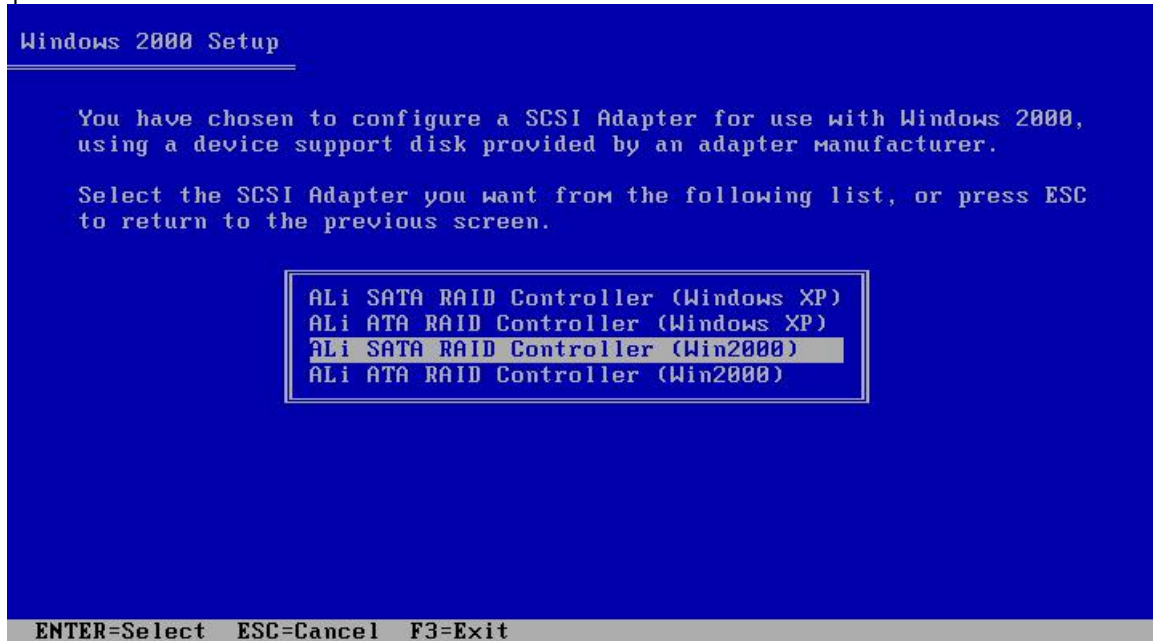 Windows 2000 Setup
You have chosen to configure a SCSI Adapter for use with Windows 2000,
using a device support disk provided by an adapter manufacturer.
Select the SCSI Adapter you want from the following list, or press ESC
to return to the previous screen.
ALi SATA RAID Controller (Windows XP)
ALi ATA RAID Controller (Windows XP)
ALi SATA RAID Controller (Win2000)
ALi ATA RAID Controller (Win2000)
ENTER=Select ESC=Cancel F3=Exit